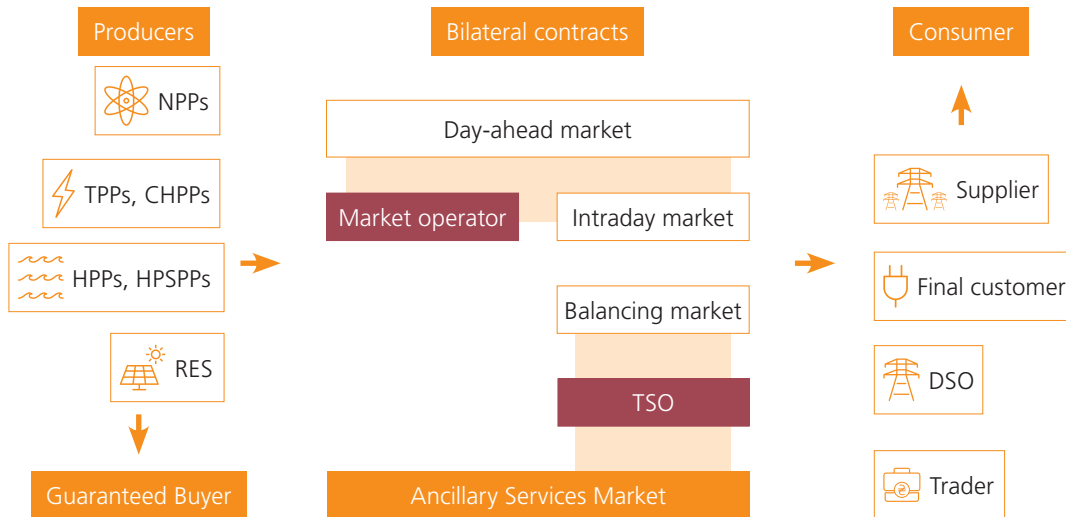 Producers
NPPs
TPPs, CHPPs
HPPs, HPSPPs
RES
Guaranteed Buyer
Bilateral contracts
Day-ahead market
Market operator
Intraday market
Balancing market
TSO
Ancillary Services Market
Consumer
Supplier
Final customer
DSO
₴
Trader